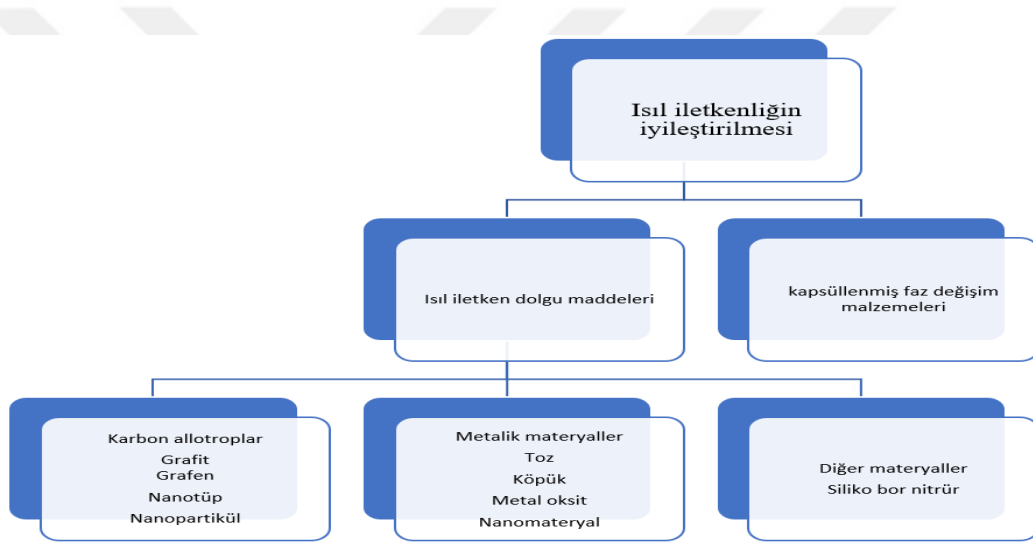 Isıl iletkenliğin
iyileştirilmesi
Isıl iletken dolgu maddeleri
kapsüllenmiş faz değişim
malzemeleri
Karbon allotroplar
Grafit
Grafen
Nanotüp
Nanopartikül
Metalik materyaller
Toz
Köpük
Metal oksit
Nanomateryal
Diğer materyaller
Siliko bor nitrür